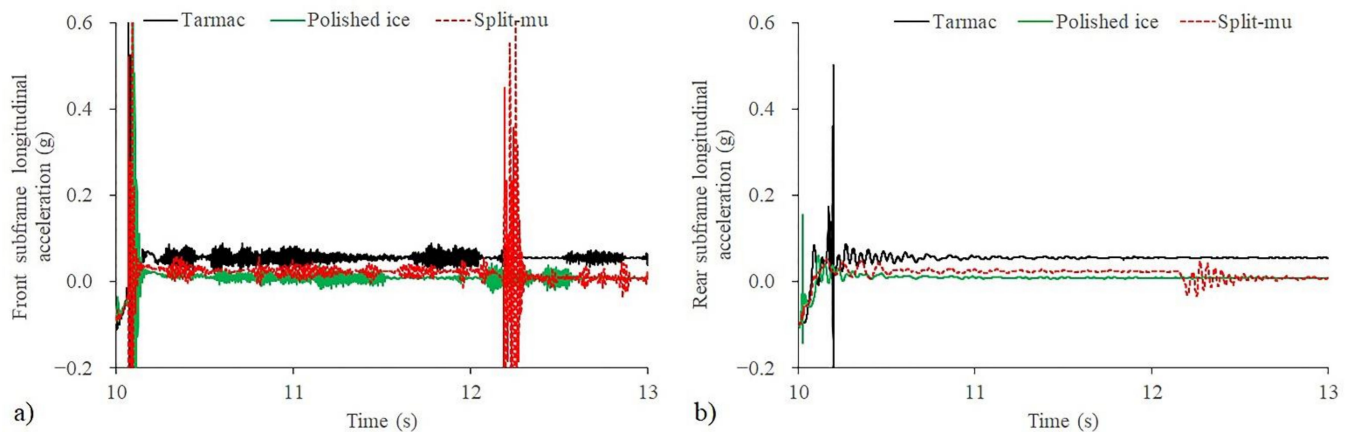 Tarmac Polished ice Split-mu
Front subframe longitudinal
acceleration (g)
0.6
0.4
0.2
0.0
−0.2
10 11 12 13
Time (s)
a)
Tarmac Polished ice Split-mu
Rear subframe longitudinal
acceleration (g)
0.6
0.4
0.2
0.0
−0.2
10 11 12 13
Time (s)
b)